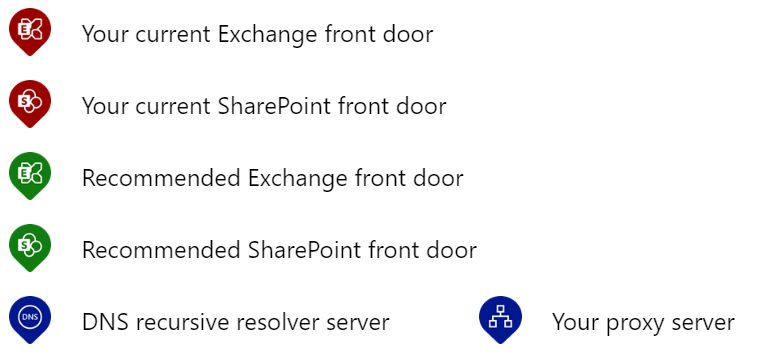 E
Your current Exchange front door
S
Your current SharePoint front door
E
Recommended Exchange front door
S
Recommended SharePoint front door
DNS
DNS recursive resolver server
Your proxy server